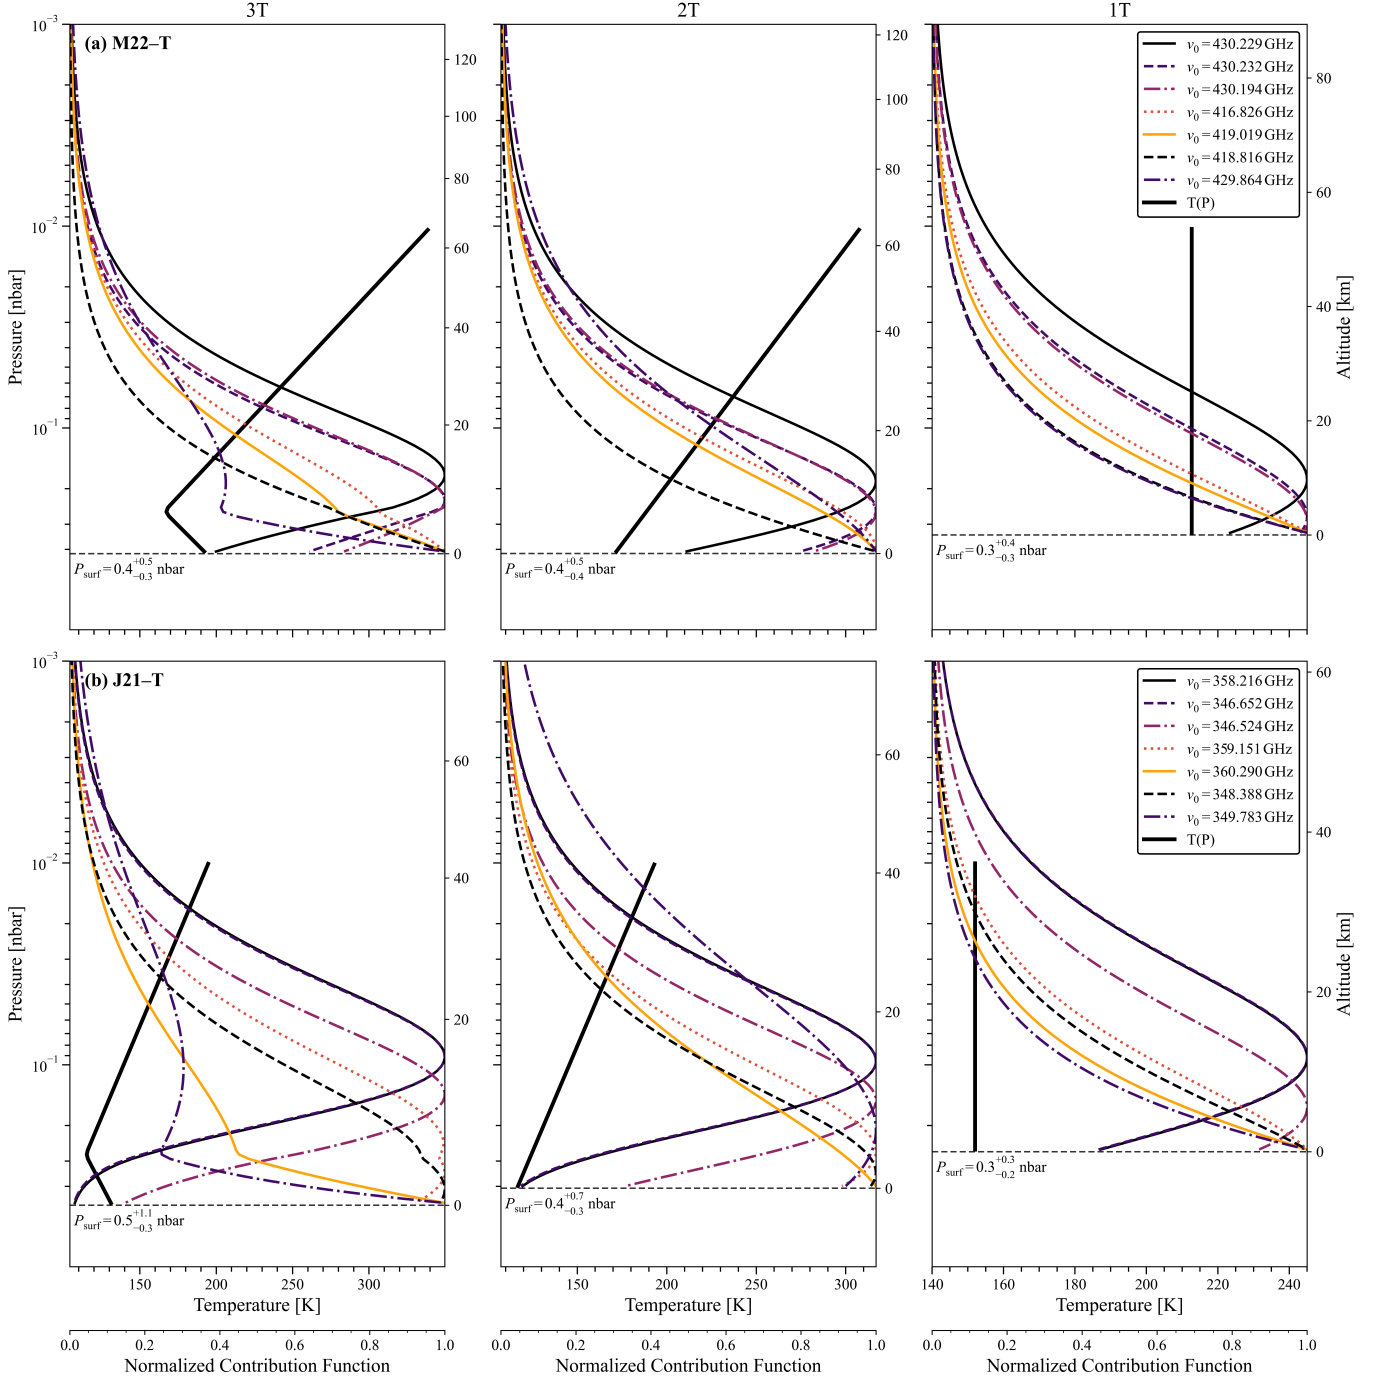 3T
2T
1T
(a) M22–T
10⁻³
10⁻²
10⁻¹
Pressure [nbar]
120
100
80
60
40
20
0
P_surf = 0.4 +0.5 −0.3 nbar
120
100
80
60
40
20
0
P_surf = 0.4 +0.5 −0.4 nbar
ν₀ = 430.229 GHz
ν₀ = 430.232 GHz
ν₀ = 430.194 GHz
ν₀ = 416.826 GHz
ν₀ = 419.019 GHz
ν₀ = 418.816 GHz
ν₀ = 429.864 GHz
T(P)
80
60
40
20
0
Altitude [km]
P_surf = 0.3 +0.4 −0.3 nbar
(b) J21–T
10⁻³
10⁻²
10⁻¹
Pressure [nbar]
60
40
20
0
P_surf = 0.5 +1.1 −0.3 nbar
60
40
20
0
P_surf = 0.4 +0.7 −0.3 nbar
ν₀ = 358.216 GHz
ν₀ = 346.652 GHz
ν₀ = 346.524 GHz
ν₀ = 359.151 GHz
ν₀ = 360.290 GHz
ν₀ = 348.388 GHz
ν₀ = 349.783 GHz
T(P)
60
40
20
0
Altitude [km]
P_surf = 0.3 +0.3 −0.2 nbar
150 200 250 300
150 200 250 300
140 160 180 200 220 240
Temperature [K]
Temperature [K]
Temperature [K]
0.0 0.2 0.4 0.6 0.8 1.0
0.0 0.2 0.4 0.6 0.8 1.0
0.0 0.2 0.4 0.6 0.8 1.0
Normalized Contribution Function
Normalized Contribution Function
Normalized Contribution Function